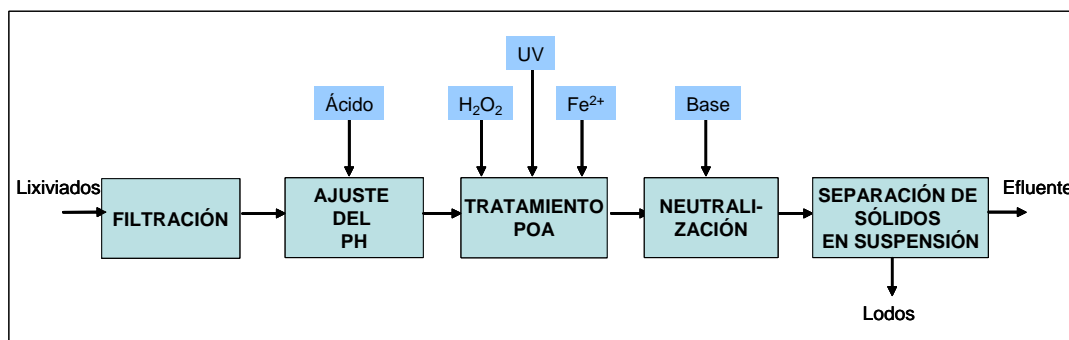 UV
Ácido
H₂O₂
Fe²⁺
Base
Lixiviados
FILTRACIÓN
AJUSTE
DEL
PH
TRATAMIENTO
POA
NEUTRALI-
ZACIÓN
SEPARACIÓN DE
SÓLIDOS
EN SUSPENSIÓN
Efluente
Lodos